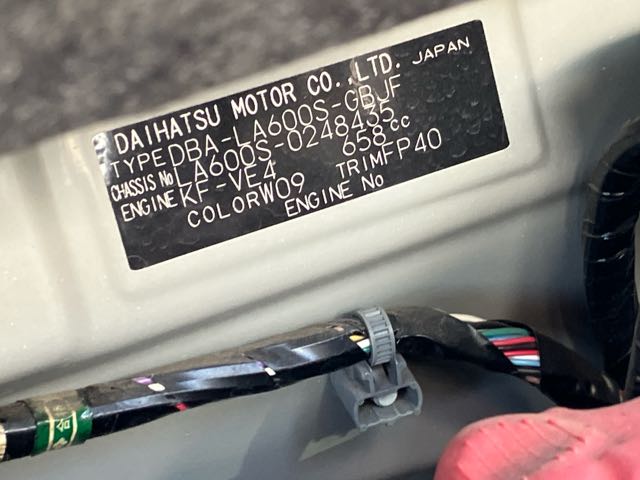 DAIHATSU MOTOR CO.,LTD. JAPAN
TYPE DBA-LA600S-GBJF
CHASSIS No LA600S-0248435
ENGINE KF-VE4 658cc
COLOR W09 TRIM FP40
ENGINE No
合